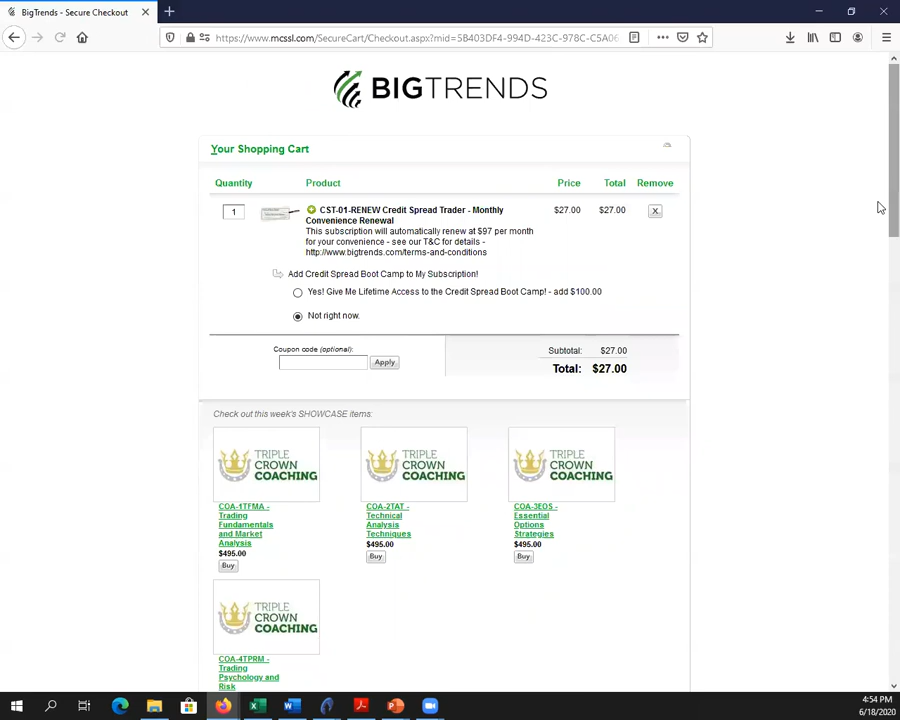 BigTrends - Secure Checkout
https://www.mcssl.com/SecureCart/Checkout.aspx?mid=5B403DF4-994D-423C-978C-C5A06
BIGTRENDS
Your Shopping Cart
Quantity Product Price Total Remove
1 CST-01-RENEW Credit Spread Trader - Monthly $27.00 $27.00 X
Convenience Renewal
This subscription will automatically renew at $97 per month
for your convenience - see our T&C for details -
http://www.bigtrends.com/terms-and-conditions
Add Credit Spread Boot Camp to My Subscription!
Yes! Give Me Lifetime Access to the Credit Spread Boot Camp! - add $100.00
Not right now.
Coupon code (optional):
Apply
Subtotal: $27.00
Total: $27.00
Check out this week's SHOWCASE items:
TRIPLE
CROWN
COACHING
COA-1TFMA -
Trading
Fundamentals
and Market
Analysis
$495.00
Buy
TRIPLE
CROWN
COACHING
COA-2TAT -
Technical
Analysis
Techniques
$495.00
Buy
TRIPLE
CROWN
COACHING
COA-3EOS -
Essential
Options
Strategies
$495.00
Buy
TRIPLE
CROWN
COACHING
COA-4TPRM -
Trading
Psychology and
Risk
4:54 PM
6/18/2020